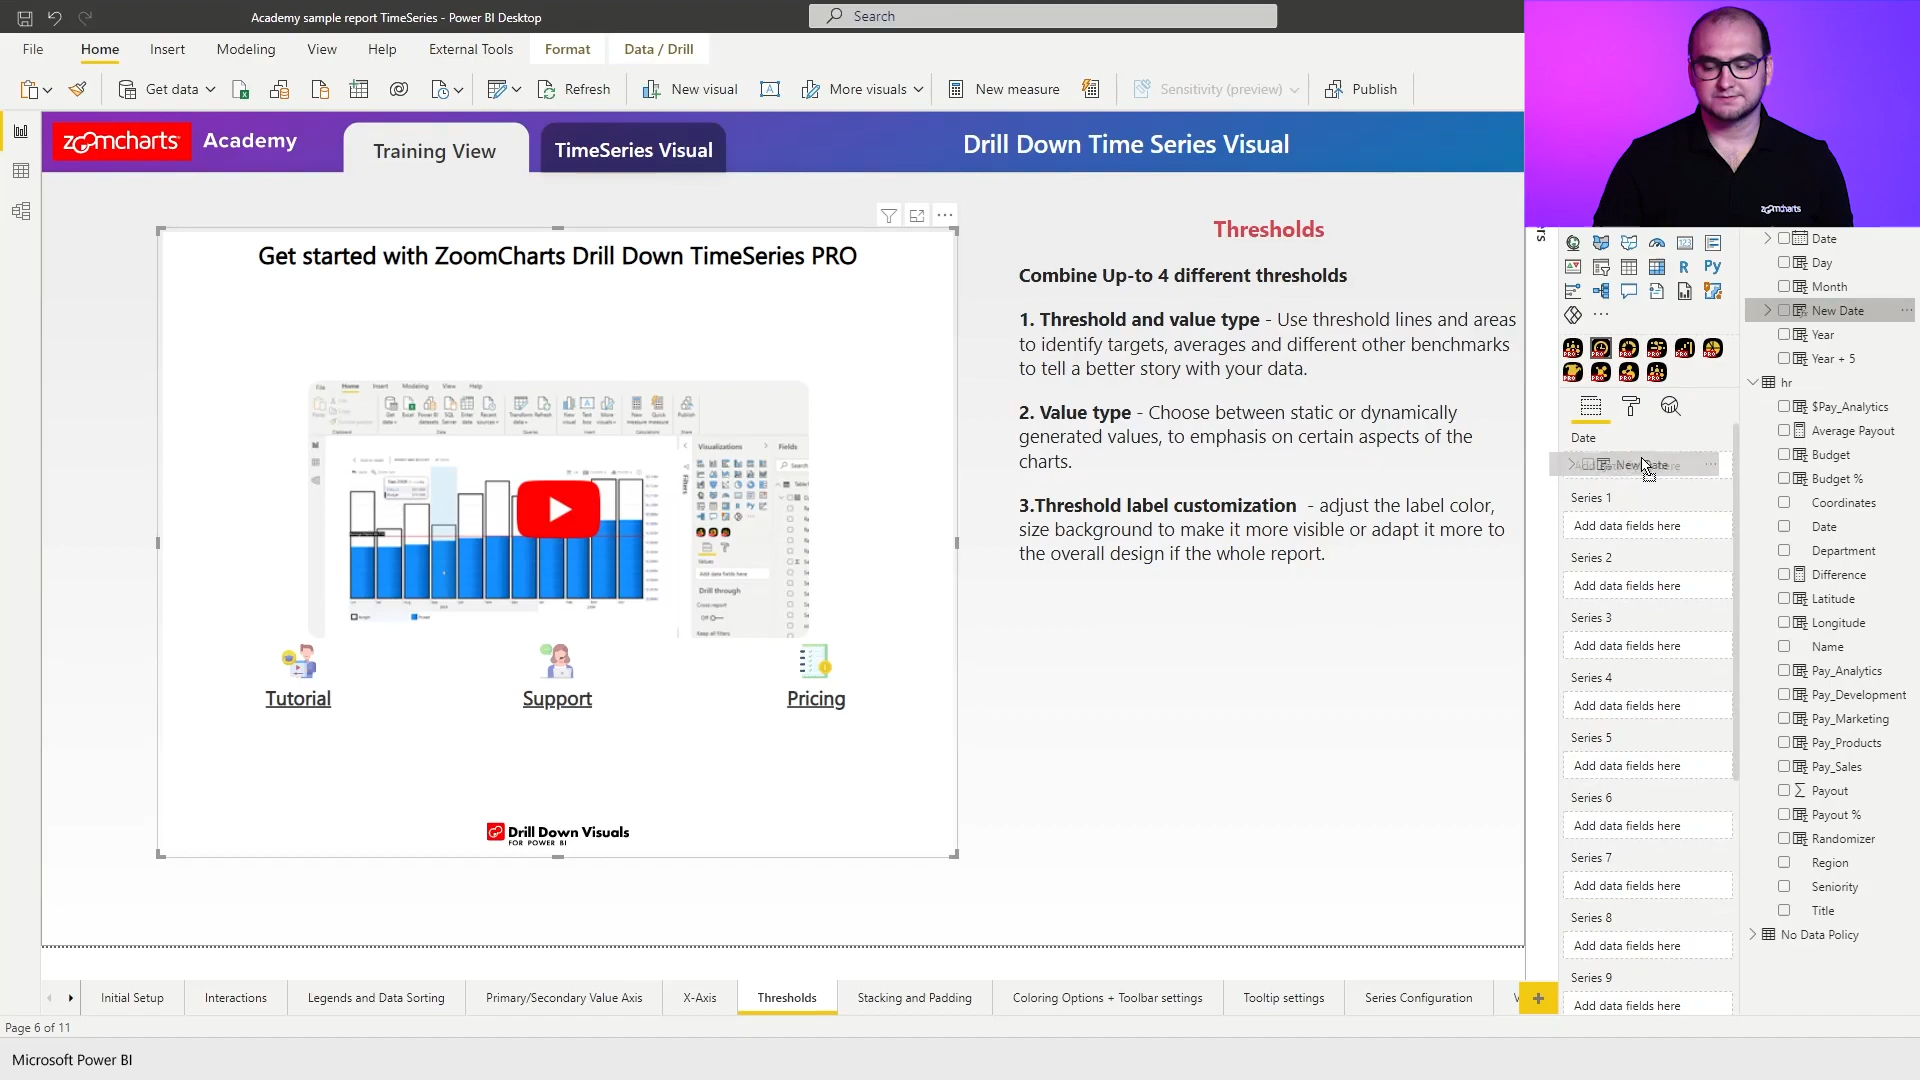 Academy sample report TimeSeries - Power BI Desktop
Search
File
Home
Insert
Modeling
View
Help
External Tools
Format
Data / Drill
Get data
Refresh
New visual
More visuals
New measure
Sensitivity (preview)
Publish
zoomcharts Academy
Training View
TimeSeries Visual
Drill Down Time Series Visual
zoomcharts
Get started with ZoomCharts Drill Down TimeSeries PRO
Tutorial
Support
Pricing
Drill Down Visuals
FOR POWER BI
Thresholds
Combine Up-to 4 different thresholds
1. Threshold and value type - Use threshold lines and areas
to identify targets, averages and different other benchmarks
to tell a better story with your data.
2. Value type - Choose between static or dynamically
generated values, to emphasis on certain aspects of the
charts.
3.Threshold label customization - adjust the label color,
size background to make it more visible or adapt it more to
the overall design if the whole report.
R
Py
Date
New Date
Series 1
Add data fields here
Series 2
Add data fields here
Series 3
Add data fields here
Series 4
Add data fields here
Series 5
Add data fields here
Series 6
Add data fields here
Series 7
Add data fields here
Series 8
Add data fields here
Series 9
Add data fields here
Date
Day
Month
New Date
Year
Year + 5
hr
$Pay_Analytics
Average Payout
Budget
Budget %
Coordinates
Date
Department
Difference
Latitude
Longitude
Name
Pay_Analytics
Pay_Development
Pay_Marketing
Pay_Products
Pay_Sales
Payout
Payout %
Randomizer
Region
Seniority
Title
No Data Policy
Initial Setup
Interactions
Legends and Data Sorting
Primary/Secondary Value Axis
X-Axis
Thresholds
Stacking and Padding
Coloring Options + Toolbar settings
Tooltip settings
Series Configuration
Page 6 of 11
Microsoft Power BI